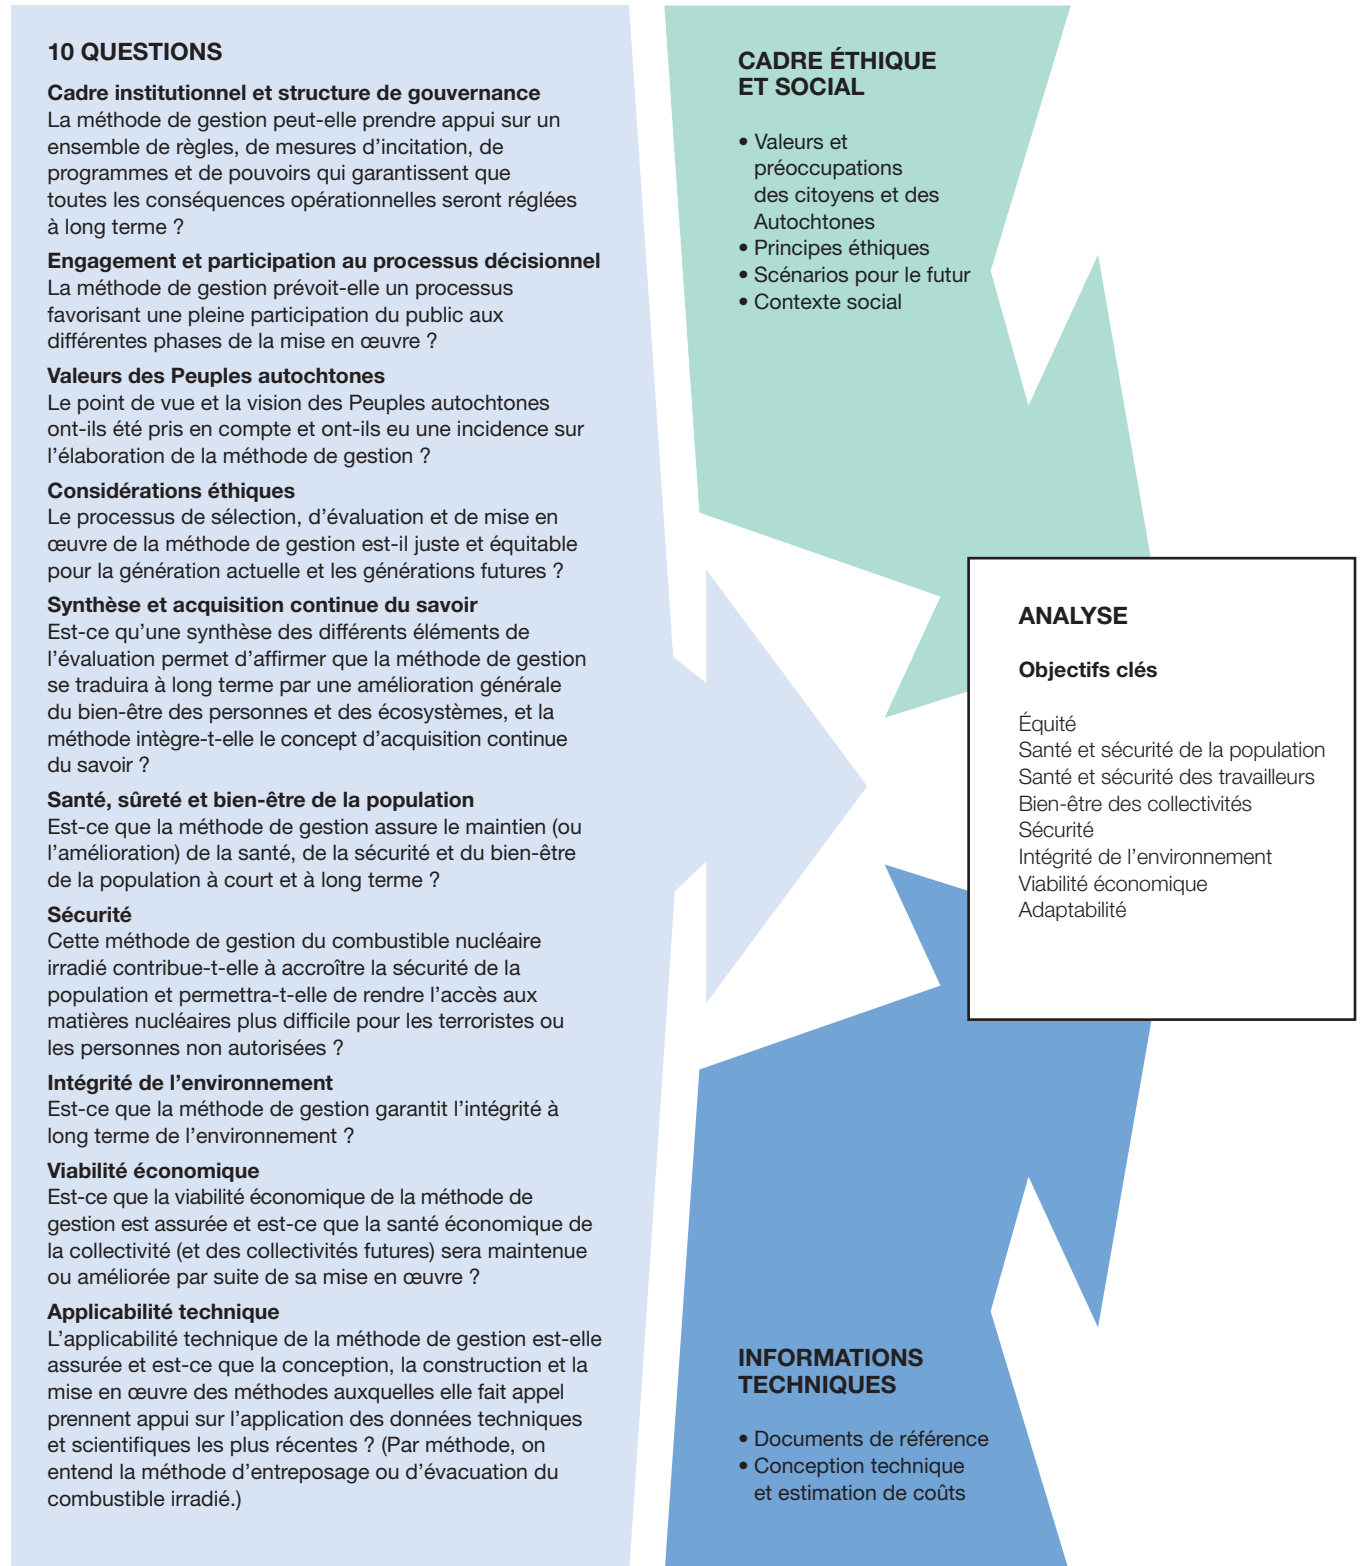 10 QUESTIONS
Cadre institutionnel et structure de gouvernance
La méthode de gestion peut-elle prendre appui sur un
ensemble de règles, de mesures d’incitation, de
programmes et de pouvoirs qui garantissent que
toutes les conséquences opérationnelles seront réglées
à long terme ?
Engagement et participation au processus décisionnel
La méthode de gestion prévoit-elle un processus
favorisant une pleine participation du public aux
différentes phases de la mise en œuvre ?
Valeurs des Peuples autochtones
Le point de vue et la vision des Peuples autochtones
ont-ils été pris en compte et ont-ils eu une incidence sur
l’élaboration de la méthode de gestion ?
Considérations éthiques
Le processus de sélection, d’évaluation et de mise en
œuvre de la méthode de gestion est-il juste et équitable
pour la génération actuelle et les générations futures ?
Synthèse et acquisition continue du savoir
Est-ce qu’une synthèse des différents éléments de
l’évaluation permet d’affirmer que la méthode de gestion
se traduira à long terme par une amélioration générale
du bien-être des personnes et des écosystèmes, et la
méthode intègre-t-elle le concept d’acquisition continue
du savoir ?
Santé, sûreté et bien-être de la population
Est-ce que la méthode de gestion assure le maintien (ou
l’amélioration) de la santé, de la sécurité et du bien-être
de la population à court et à long terme ?
Sécurité
Cette méthode de gestion du combustible nucléaire
irradié contribue-t-elle à accroître la sécurité de la
population et permettra-t-elle de rendre l’accès aux
matières nucléaires plus difficile pour les terroristes ou
les personnes non autorisées ?
Intégrité de l’environnement
Est-ce que la méthode de gestion garantit l’intégrité à
long terme de l’environnement ?
Viabilité économique
Est-ce que la viabilité économique de la méthode de
gestion est assurée et est-ce que la santé économique de
la collectivité (et des collectivités futures) sera maintenue
ou améliorée par suite de sa mise en œuvre ?
Applicabilité technique
L’applicabilité technique de la méthode de gestion est-elle
assurée et est-ce que la conception, la construction et la
mise en œuvre des méthodes auxquelles elle fait appel
prennent appui sur l’application des données techniques
et scientifiques les plus récentes ? (Par méthode, on
entend la méthode d’entreposage ou d’évacuation du
combustible irradié.)
CADRE ÉTHIQUE
ET SOCIAL
• Valeurs et
préoccupations
des citoyens et des
Autochtones
• Principes éthiques
• Scénarios pour le futur
• Contexte social
ANALYSE
Objectifs clés
Équité
Santé et sécurité de la population
Santé et sécurité des travailleurs
Bien-être des collectivités
Sécurité
Intégrité de l’environnement
Viabilité économique
Adaptabilité
INFORMATIONS
TECHNIQUES
• Documents de référence
• Conception technique
et estimation de coûts